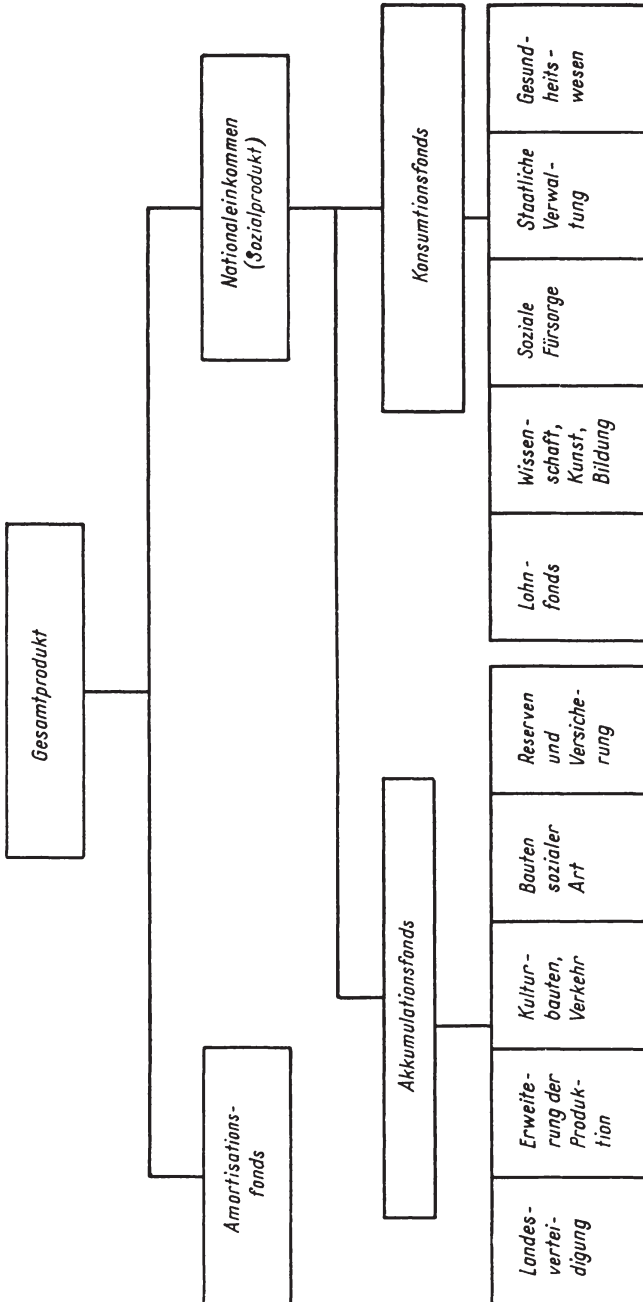 Gesamtprodukt
Amortisations-
fonds
Nationaleinkommen
(Sozialprodukt)
Akkumulationsfonds
Konsumtionsfonds
Landes-
vertei-
digung
Erweite-
rung der
Produk-
tion
Kultur-
bauten,
Verkehr
Bauten
sozialer
Art
Reserven
und
Versiche-
rung
Lohn-
fonds
Wissen-
schaft,
Kunst,
Bildung
Soziale
Fürsorge
Staatliche
Verwal-
tung
Gesund-
heits-
wesen